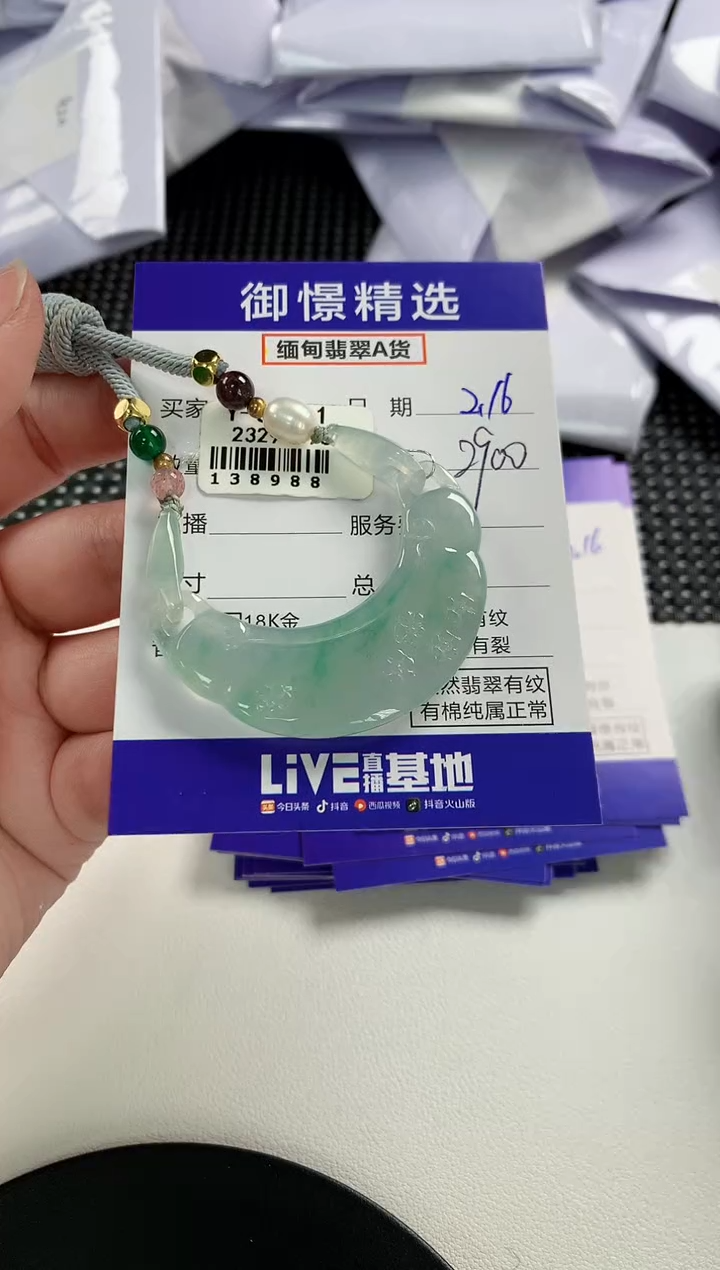 御憬精选
缅甸翡翠A货
买家
日 期 2.16
2327
138988
2900
播
服务
寸
总
18K金
有纹
有裂
然翡翠有纹
有棉纯属正常
LiVE直播基地
今日头条 抖音 西瓜视频 抖音火山版